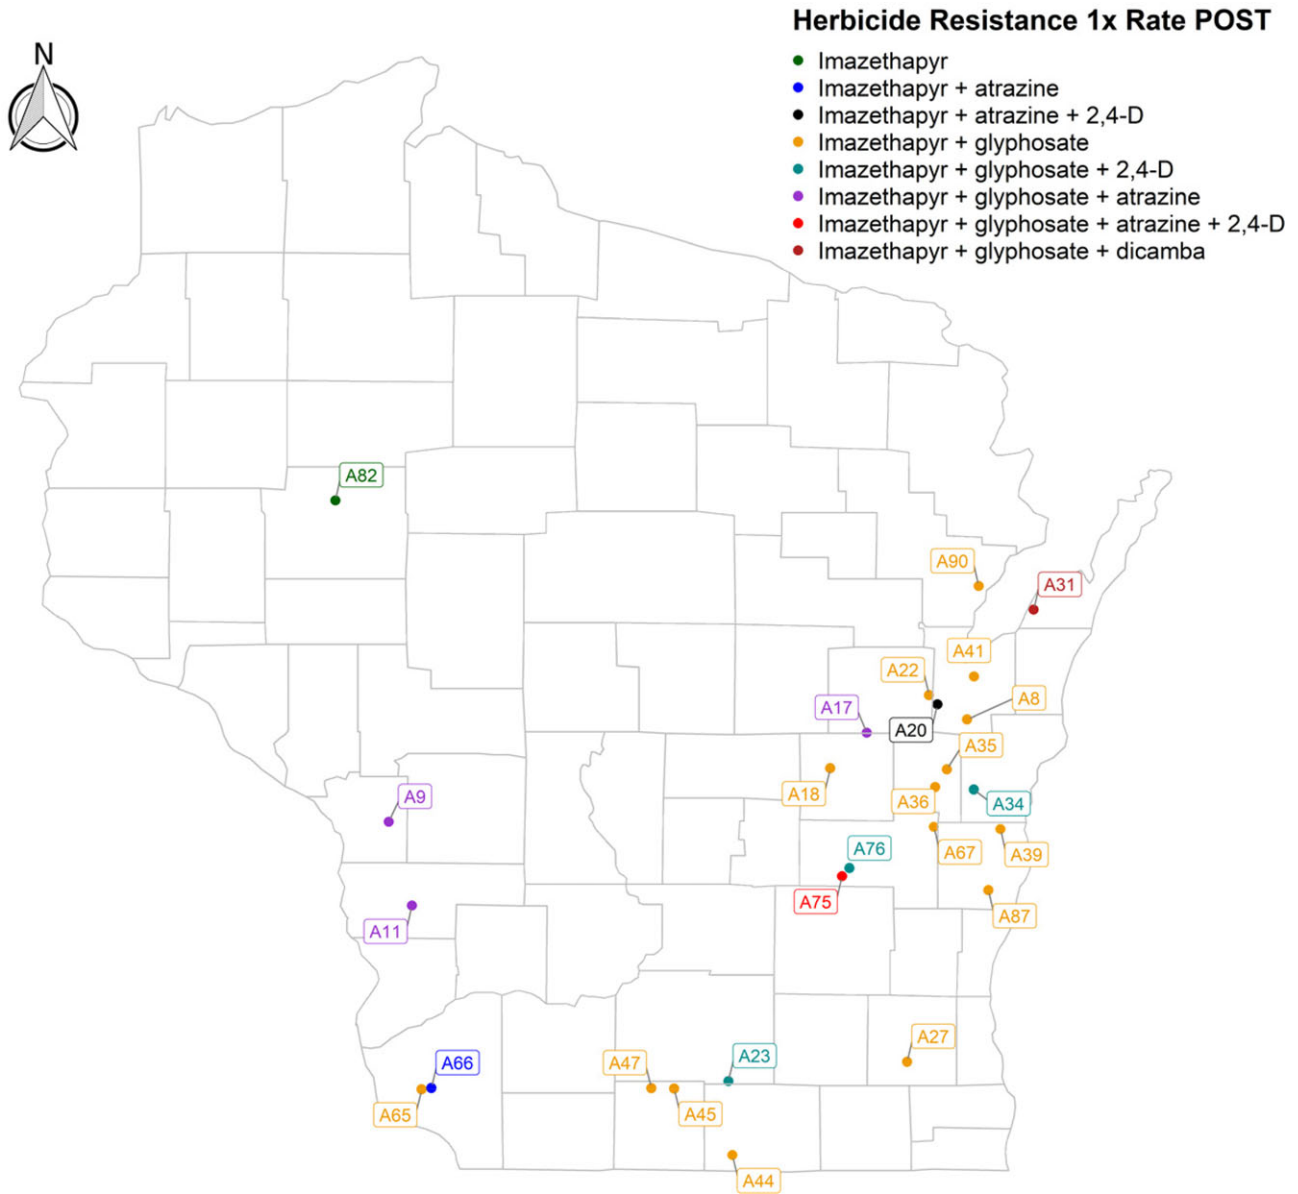 Herbicide Resistance 1x Rate POST
N
Imazethapyr
Imazethapyr + atrazine
Imazethapyr + atrazine + 2,4-D
Imazethapyr + glyphosate
Imazethapyr + glyphosate + 2,4-D
Imazethapyr + glyphosate + atrazine
Imazethapyr + glyphosate + atrazine + 2,4-D
Imazethapyr + glyphosate + dicamba
A82
A90
A31
A41
A22
A8
A17
A20
A35
A18
A9
A36
A34
A76
A67
A39
A75
A87
A11
A27
A23
A66
A47
A65
A45
A44